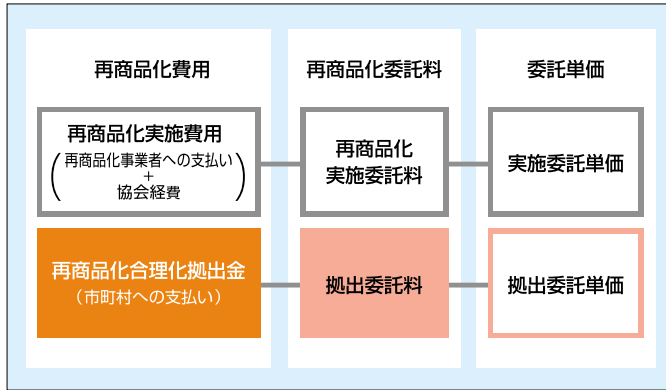 再商品化費用
再商品化実施費用
(再商品化事業者への支払い
+
協会経費)
再商品化合理化拠出金
(市町村への支払い)
再商品化委託料
再商品化
実施委託料
拠出委託料
委託単価
実施委託単価
拠出委託単価